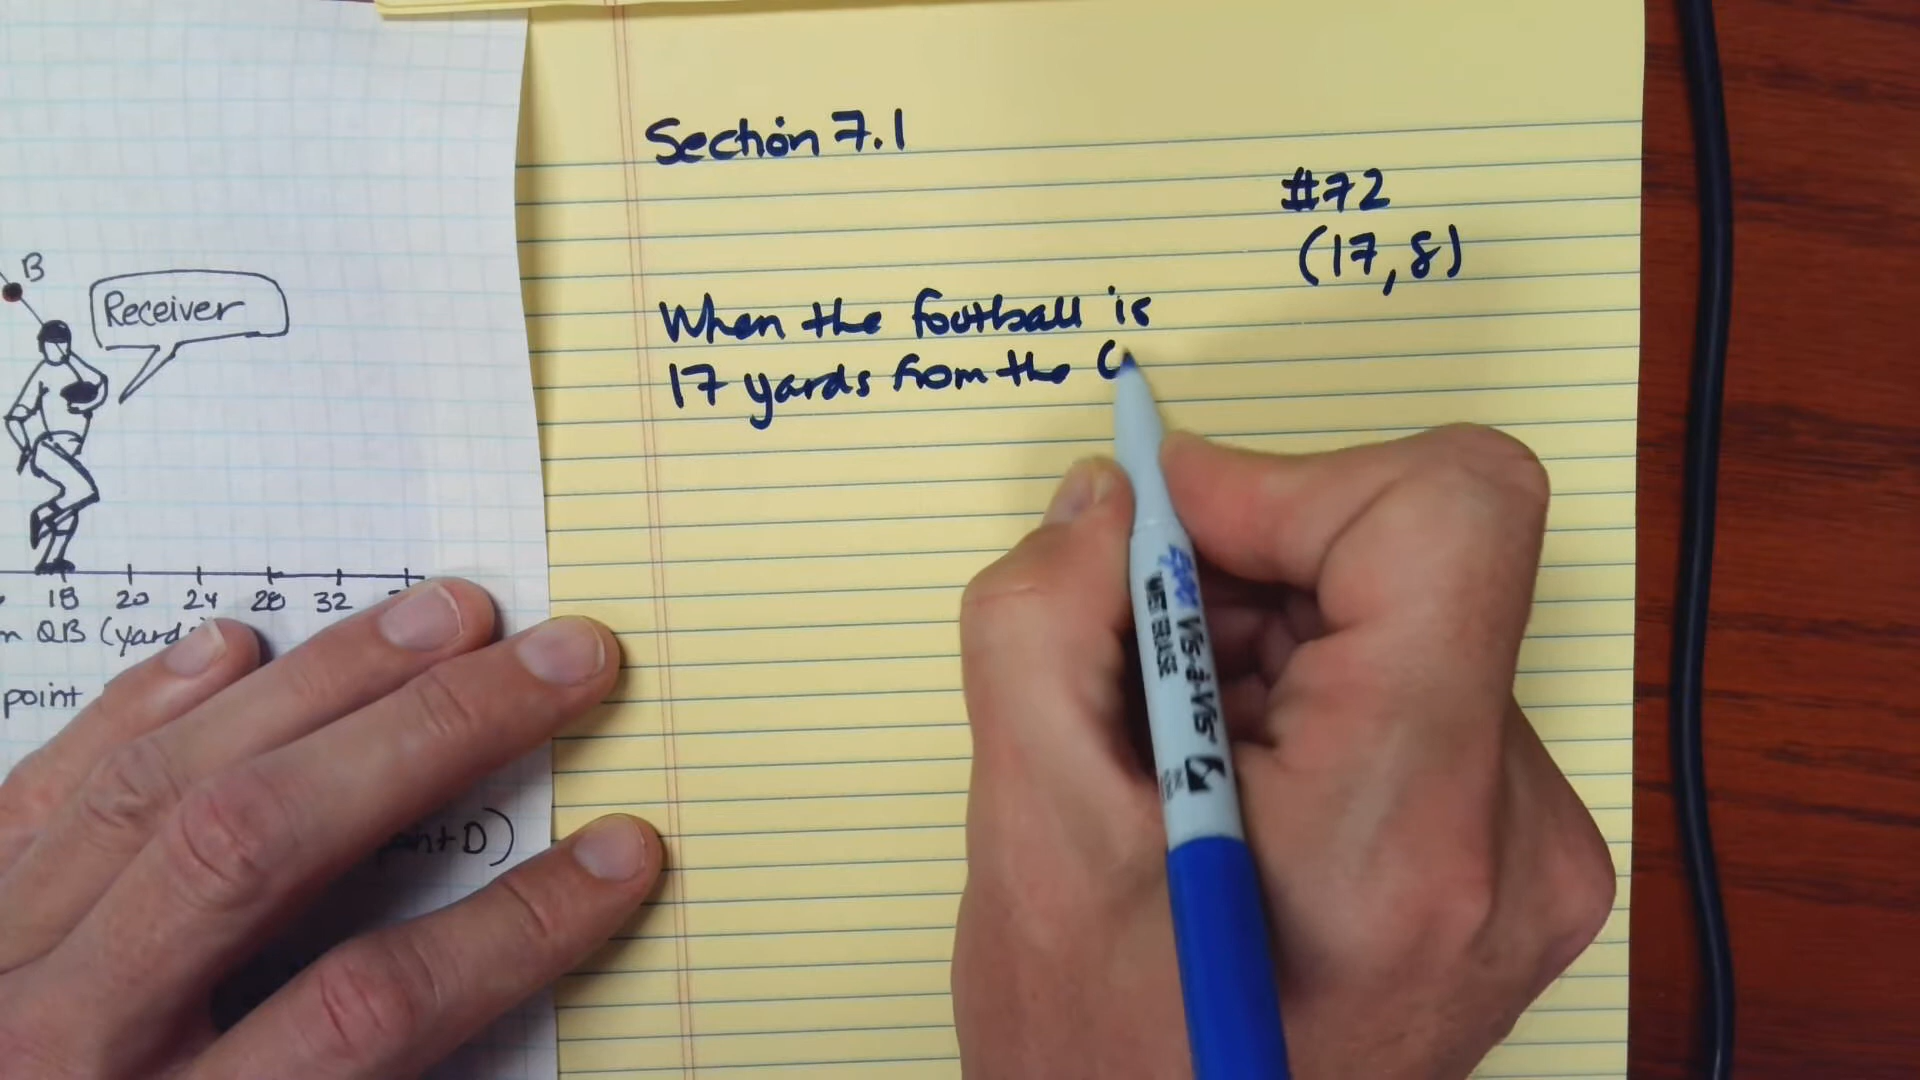 B
Receiver
18 20 24 28 32
QB (yard
point
point D)
Section 7.1
#72
(17, 8)
When the football is
17 yards from the
Vis-à-Vis
WET ERASE